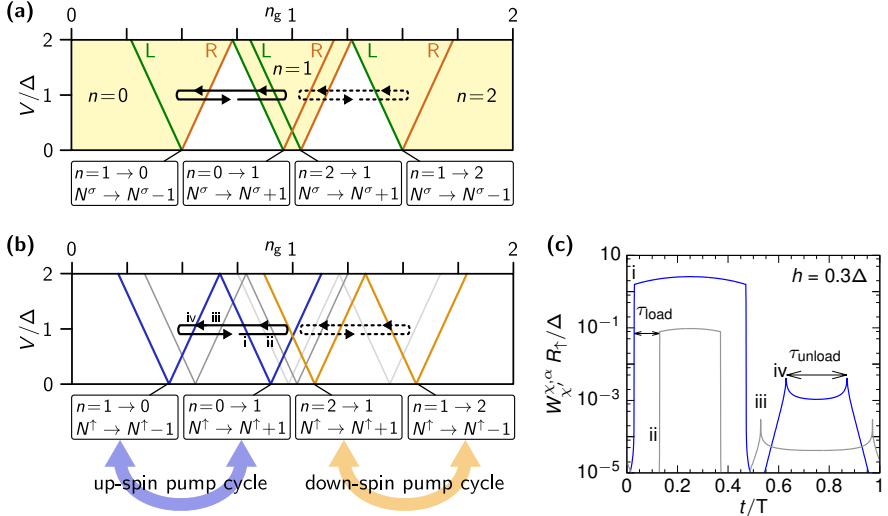 (a)
0 n_g 1 2
2
1
0
V/Δ
L R L L R R L R
n=0
n=1
n=2
n=1 → 0
N^σ → N^σ−1
n=0 → 1
N^σ → N^σ+1
n=2 → 1
N^σ → N^σ+1
n=1 → 2
N^σ → N^σ−1
(b)
0 n_g 1 2
2
1
0
V/Δ
iv iii
i ii
n=1 → 0
N^↑ → N^↑−1
n=0 → 1
N^↑ → N^↑+1
n=2 → 1
N^↑ → N^↑+1
n=1 → 2
N^↑ → N^↑−1
up-spin pump cycle
down-spin pump cycle
(c)
10
10^−1
10^−3
10^−5
W_χ'^χ,α R_↑/Δ
h = 0.3Δ
i
τ_load
ii
iii
iv
τ_unload
0 0.2 0.4 0.6 0.8 1
t/T